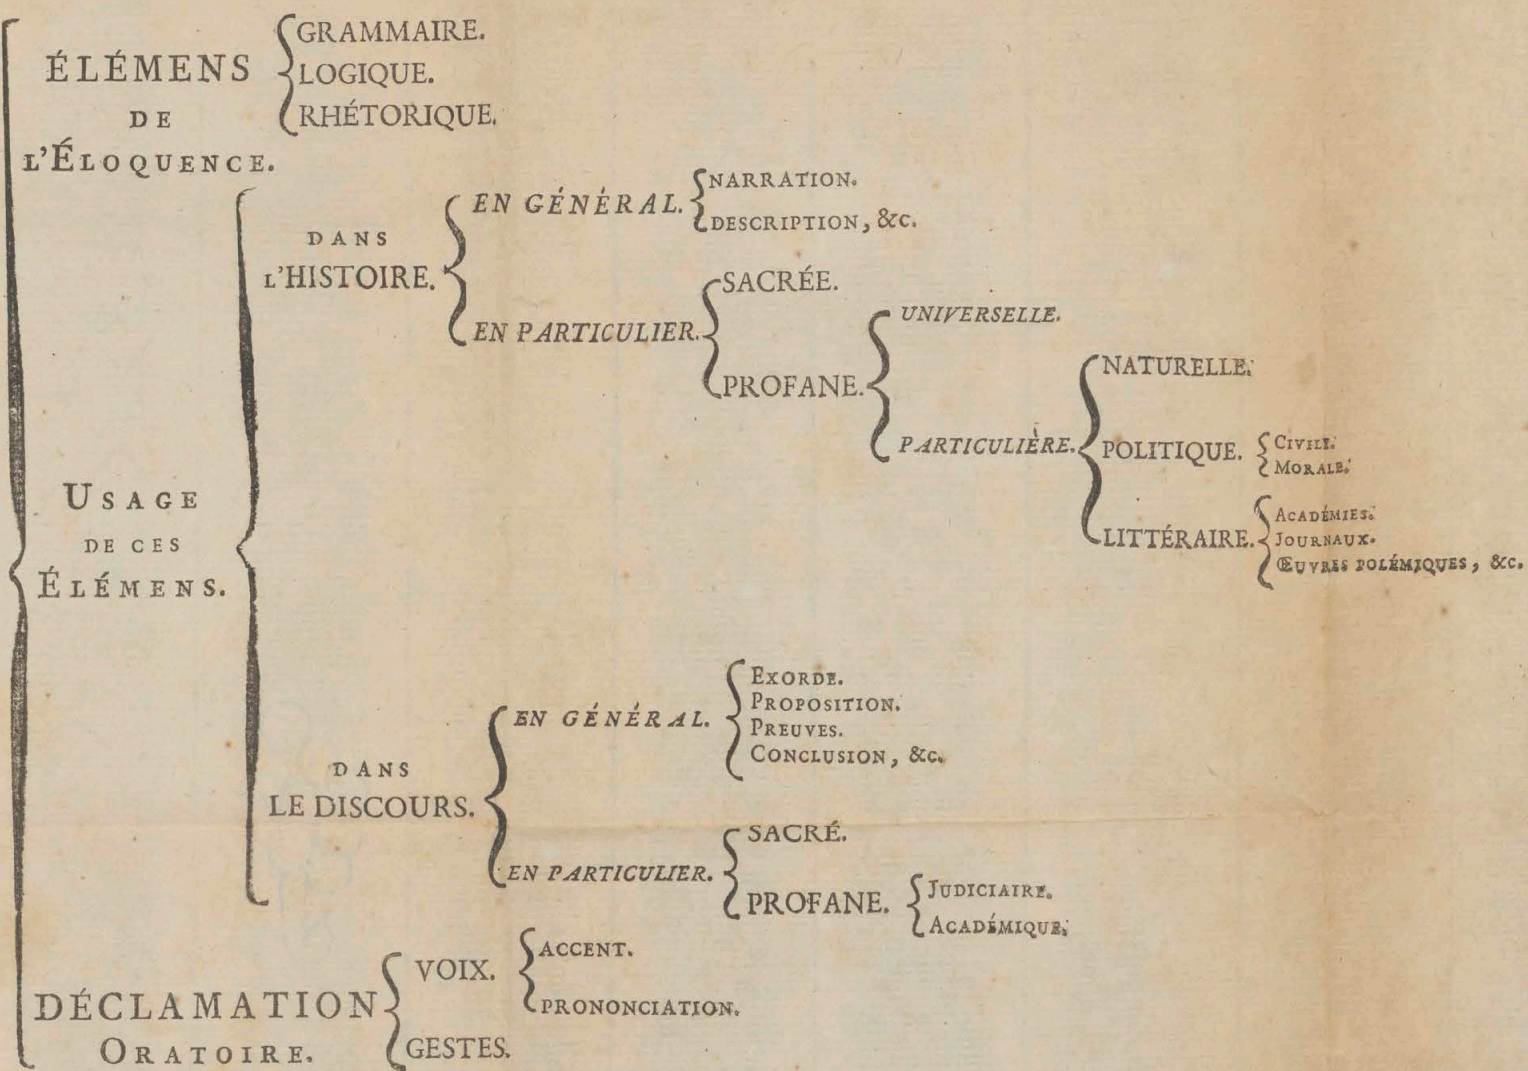 GRAMMAIRE.
ÉLÉMENS
LOGIQUE.
DE
RHÉTORIQUE.
L'ÉLOQUENCE.
DANS
L'HISTOIRE.
EN GÉNÉRAL.
NARRATION.
DESCRIPTION, &c.
EN PARTICULIER.
SACRÉE.
PROFANE.
UNIVERSELLE.
PARTICULIÈRE.
NATURELLE.
POLITIQUE.
CIVILE.
MORALE.
LITTÉRAIRE.
ACADÉMIES.
JOURNAUX.
ŒUVRES POLÉMIQUES, &c.
USAGE
DE CES
ÉLÉMENS.
DANS
LE DISCOURS.
EN GÉNÉRAL.
EXORDE.
PROPOSITION.
PREUVES.
CONCLUSION, &c.
EN PARTICULIER.
SACRÉ.
PROFANE.
JUDICIAIRE.
ACADÉMIQUE.
DÉCLAMATION
ORATOIRE.
VOIX.
ACCENT.
PRONONCIATION.
GESTES.